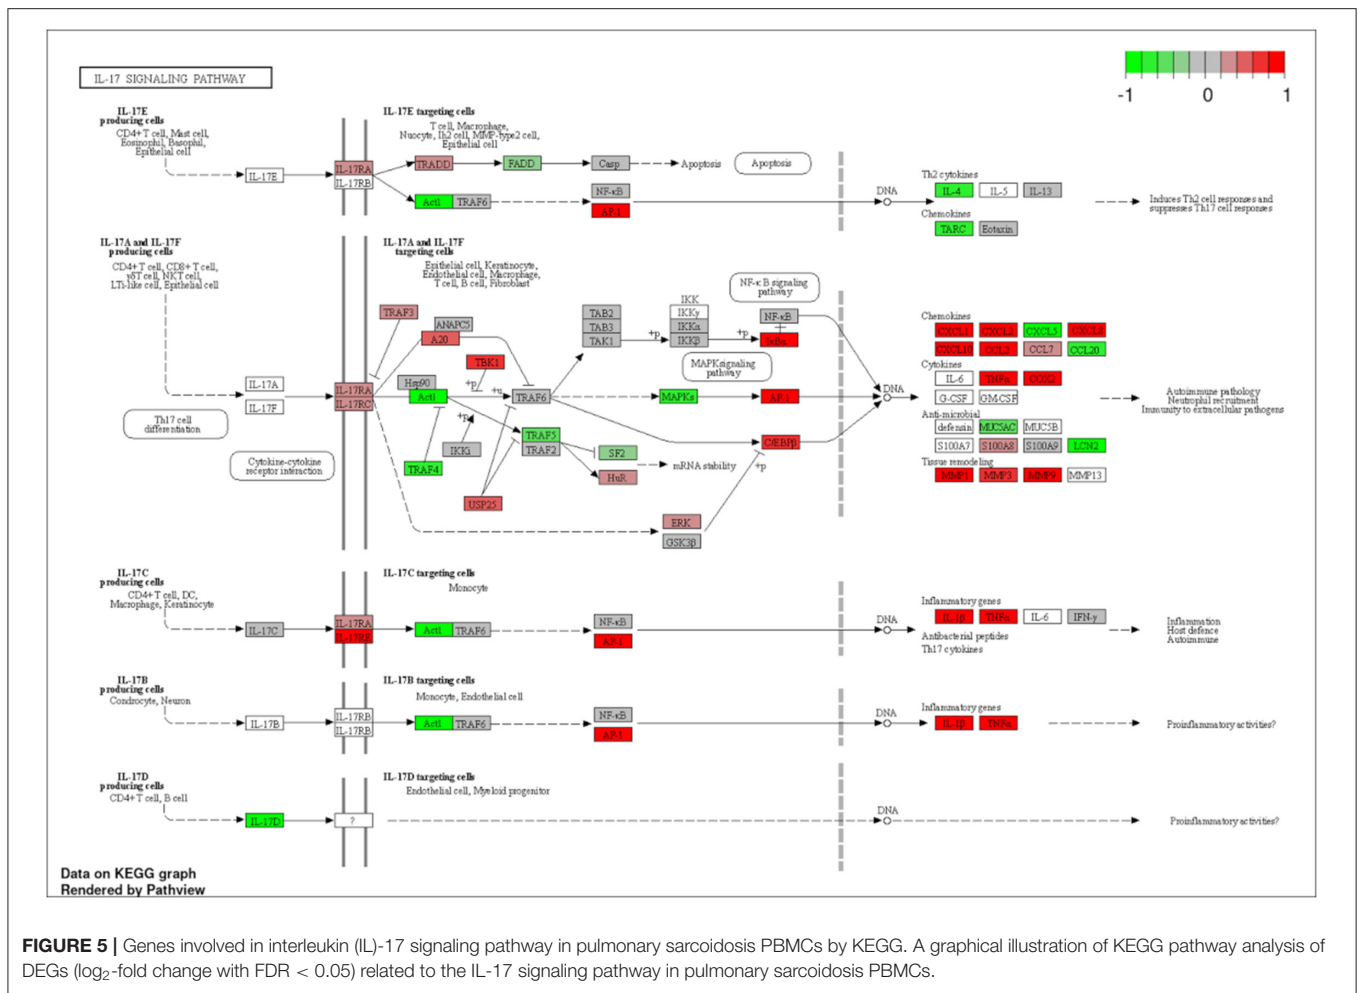 IL-17 SIGNALING PATHWAY
-1 0 1
IL-17E
producing cells
CD4+ T cell, Mast cell,
Eosinophil, Basophil,
Epithelial cell
IL-17E
IL-17RA
IL-17RB
IL-17E targeting cells
T cell, Macrophage,
Nuocyte, Ih2 cell, MMP-type2 cell,
Epithelial cell
TRADD
FADD
Casp
Apoptosis
Apoptosis
Act1
TRAF6
NF-κB
AP-1
DNA
Th2 cytokines
IL-4
IL-5
IL-13
Chemokines
TARC
Eotaxin
Induces Th2 cell responses and
suppresses Th17 cell responses
IL-17A and IL-17F
producing cells
CD4+ T cell, CD8+ T cell,
γδT cell, NKT cell,
LTi-like cell, Epithelial cell
IL-17A
IL-17F
Th17 cell
differentiation
Cytokine-cytokine
receptor interaction
IL-17RA
IL-17RC
IL-17A and IL-17F
targeting cells
Epithelial cell, Keratinocyte,
Endothelial cell, Macrophage,
T cell, B cell, Fibroblast
TRAF3
ANAPC5
A20
TBK1
+p
+u
Hsp90
Act1
TRAF6
+p
IKKi
TRAF4
TRAF5
TRAF2
USP25
SF2
HuR
mRNA stability
TAB2
TAB3
TAK1
+p
IKK
IKKγ
IKKα
IKKβ
+p
NF-κB signaling
pathway
NF-κB
IκBα
MAPK signaling
pathway
MAPKs
AP-1
C/EBPβ
+p
ERK
GSK3β
DNA
Chemokines
CXCL1
CXCL2
CXCL5
CXCL8
CXCL10
CCL2
CCL7
CCL20
Cytokines
IL-6
TNFα
COX2
G-CSF
GM-CSF
Anti-microbial
defensin
MUC5AC
MUC5B
S100A7
S100A8
S100A9
LCN2
Tissue remodeling
MMP1
MMP3
MMP9
MMP13
Autoimmune pathology
Neutrophil recruitment
Immunity to extracellular pathogens
IL-17C
producing cells
CD4+ T cell, DC,
Macrophage, Keratinocyte
IL-17C
IL-17RA
IL-17RE
IL-17C targeting cells
Monocyte
Act1
TRAF6
NF-κB
AP-1
DNA
Inflammatory genes
IL-1β
TNFα
IL-6
IFN-γ
Antibacterial peptides
Th17 cytokines
Inflammation
Host defence
Autoimmune
IL-17B
producing cells
Condrocyte, Neuron
IL-17B
IL-17RB
IL-17RB
IL-17B targeting cells
Monocyte, Endothelial cell
Act1
TRAF6
NF-κB
AP-1
DNA
Inflammatory genes
IL-1β
TNFα
Proinflammatory activities?
IL-17D
producing cells
CD4+ T cell, B cell
IL-17D
?
IL-17D targeting cells
Endothelial cell, Myeloid progenitor
DNA
Proinflammatory activities?
Data on KEGG graph
Rendered by Pathview
FIGURE 5 | Genes involved in interleukin (IL)-17 signaling pathway in pulmonary sarcoidosis PBMCs by KEGG. A graphical illustration of KEGG pathway analysis of
DEGs (log₂-fold change with FDR < 0.05) related to the IL-17 signaling pathway in pulmonary sarcoidosis PBMCs.